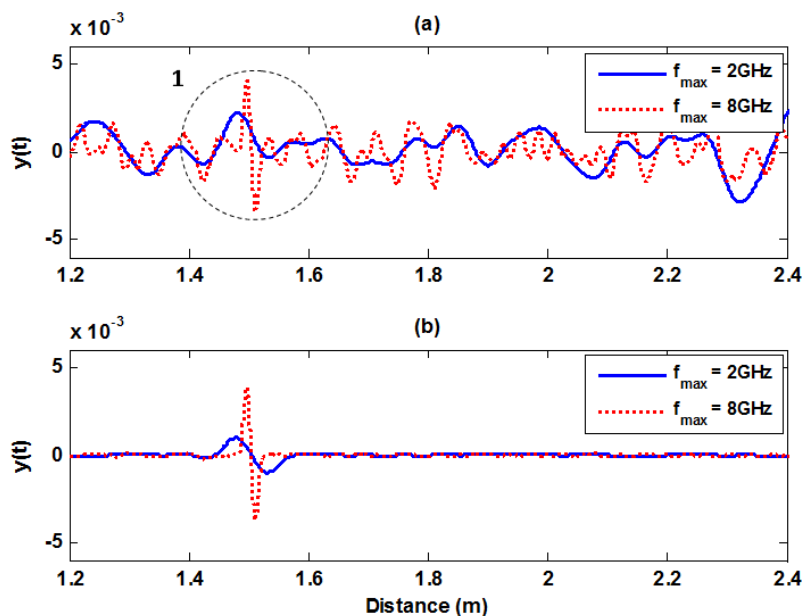 x 10^-3
(a)
5
0
-5
y(t)
1
f_max = 2GHz
f_max = 8GHz
1.2 1.4 1.6 1.8 2 2.2 2.4
x 10^-3
(b)
5
0
-5
y(t)
f_max = 2GHz
f_max = 8GHz
1.2 1.4 1.6 1.8 2 2.2 2.4
Distance (m)